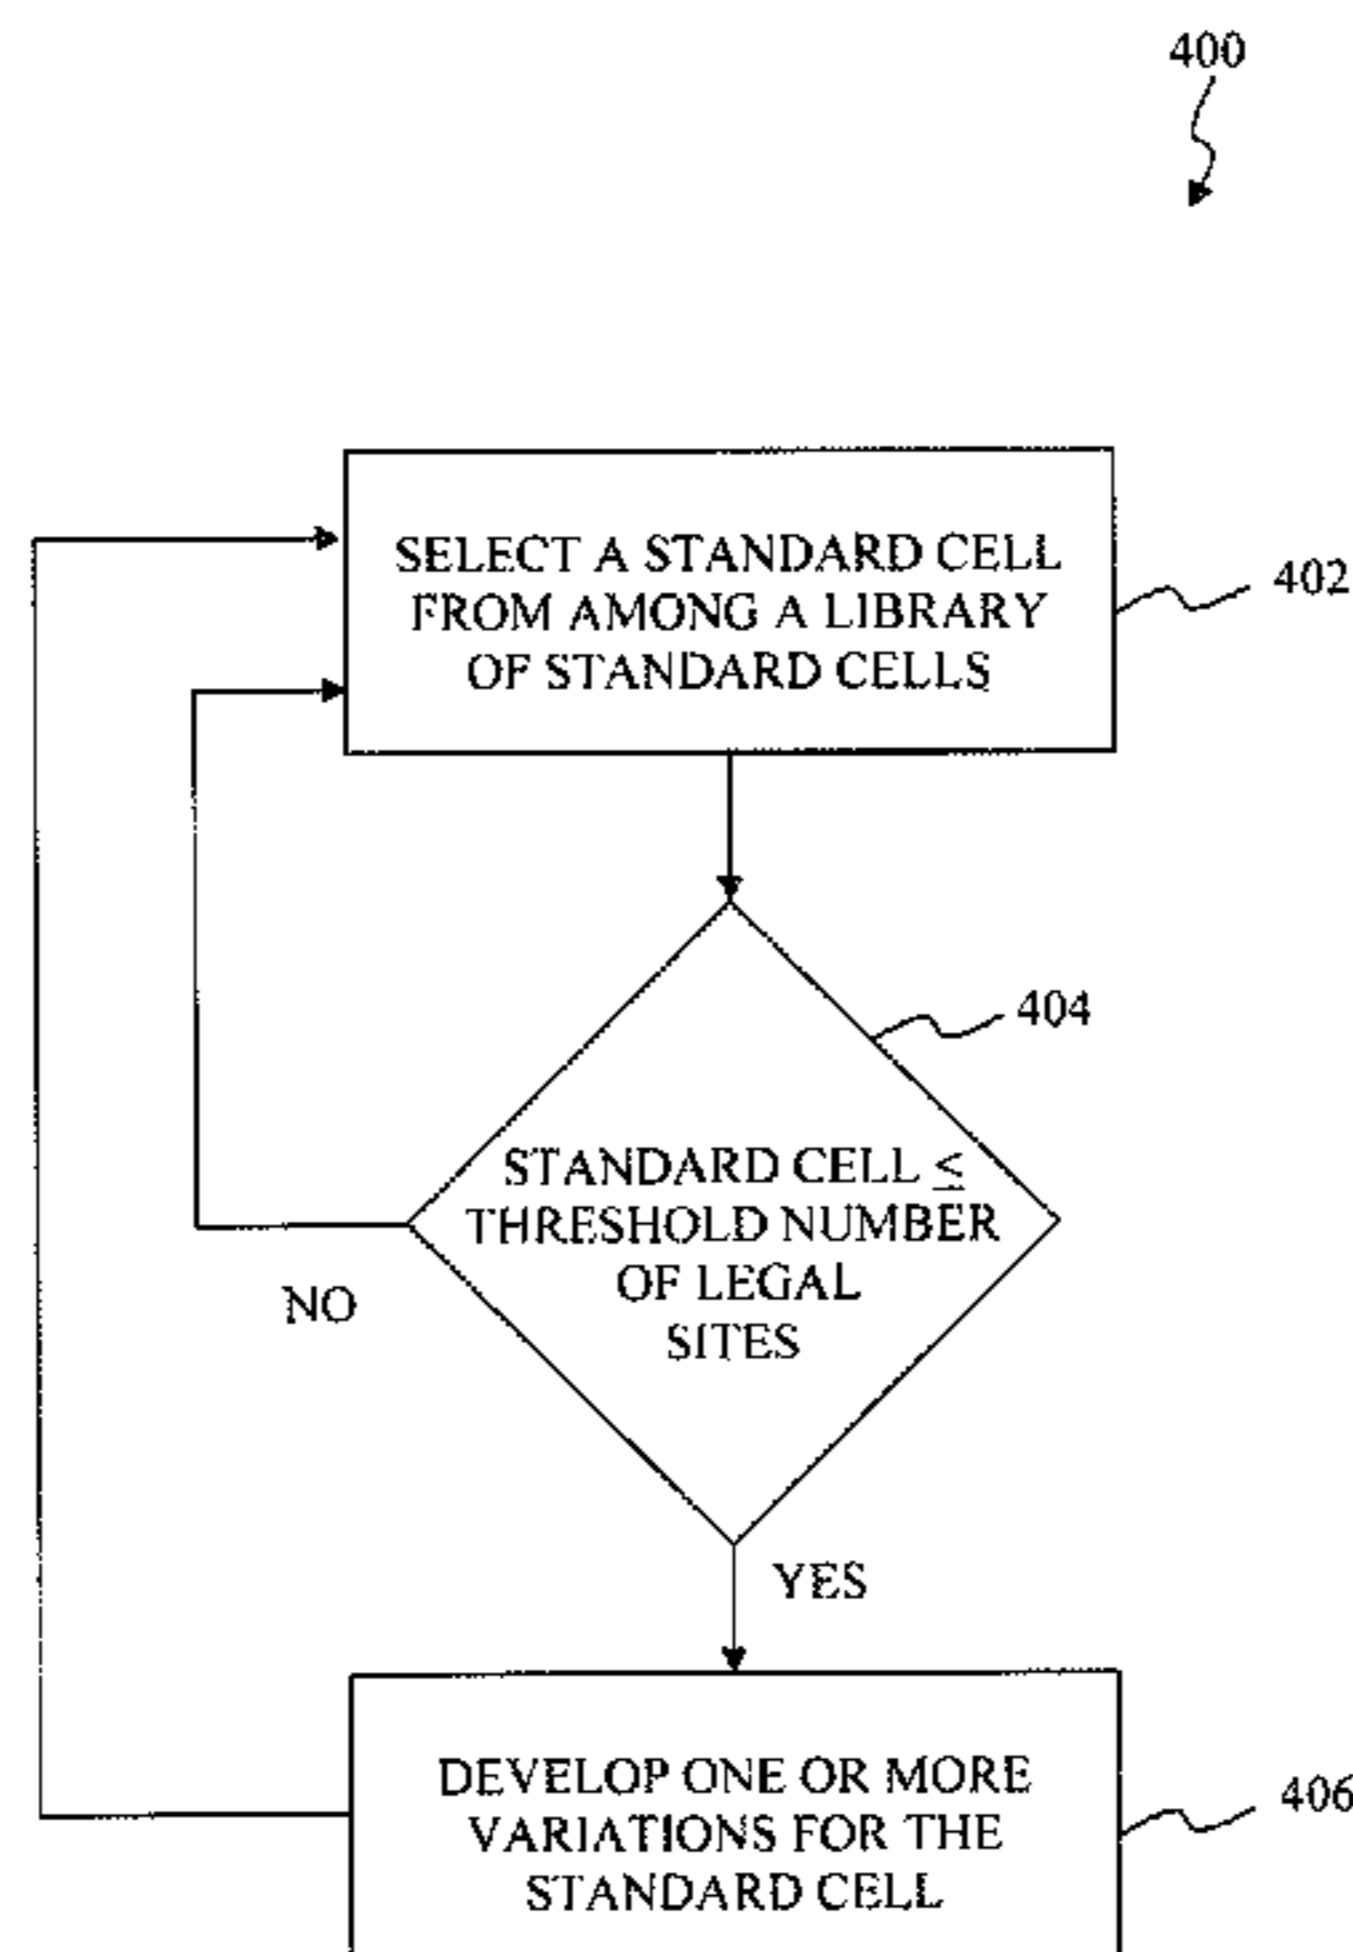 400
SELECT A STANDARD CELL
FROM AMONG A LIBRARY
OF STANDARD CELLS
402
404
STANDARD CELL ≤
THRESHOLD NUMBER
OF LEGAL
SITES
NO
YES
DEVELOP ONE OR MORE
VARIATIONS FOR THE
STANDARD CELL
406